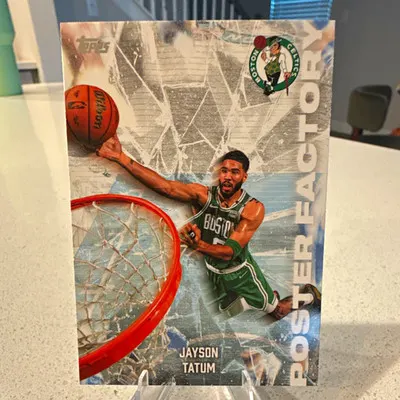 Topps
BOSTON
CELTICS
POSTER FACTORY
Wilson
BOSTON
JAYSON
TATUM